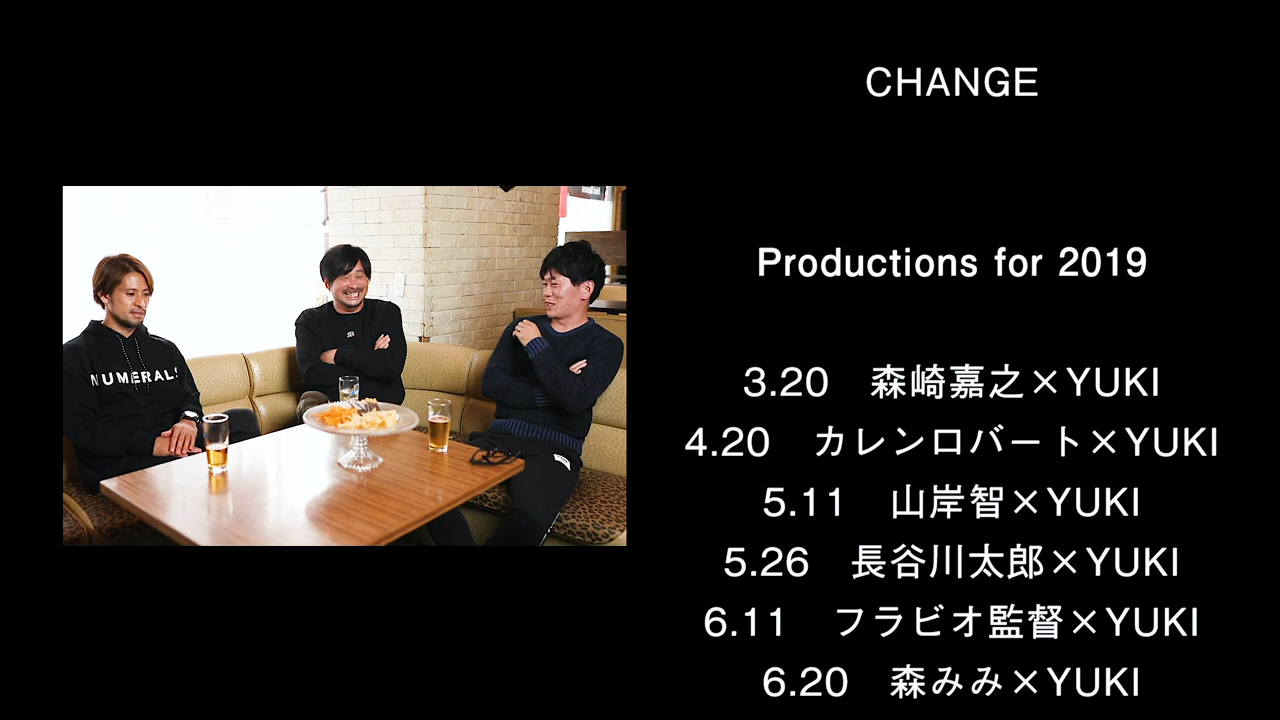 CHANGE
Productions for 2019
NUMERALS
3.20　森崎嘉之×YUKI
4.20　カレンロバート×YUKI
5.11　山岸智×YUKI
5.26　長谷川太郎×YUKI
6.11　フラビオ監督×YUKI
6.20　森みみ×YUKI